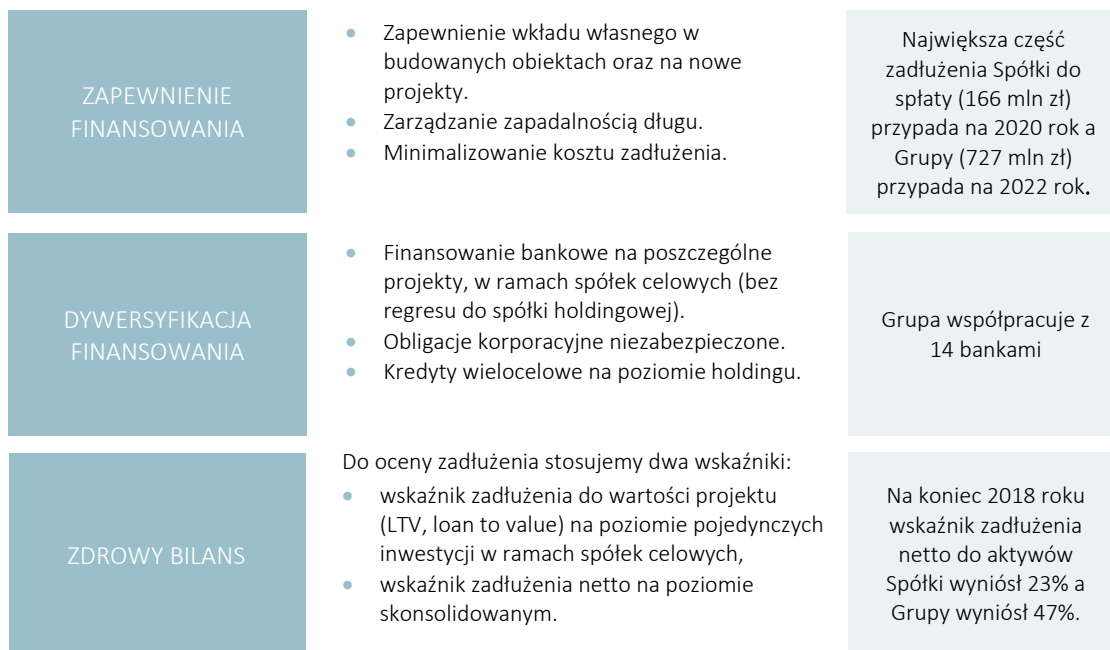 ZAPEWNIENIE
FINANSOWANIA
Zapewnienie wkładu własnego w
budowanych obiektach oraz na nowe
projekty.
Zarządzanie zapadalnością długu.
Minimalizowanie kosztu zadłużenia.
Największa część
zadłużenia Spółki do
spłaty (166 mln zł)
przypada na 2020 rok a
Grupy (727 mln zł)
przypada na 2022 rok.
DYWERSYFIKACJA
FINANSOWANIA
Finansowanie bankowe na poszczególne
projekty, w ramach spółek celowych (bez
regresu do spółki holdingowej).
Obligacje korporacyjne niezabezpieczone.
Kredyty wielocelowe na poziomie holdingu.
Grupa współpracuje z
14 bankami
ZDROWY BILANS
Do oceny zadłużenia stosujemy dwa wskaźniki:
wskaźnik zadłużenia do wartości projektu
(LTV, loan to value) na poziomie pojedynczych
inwestycji w ramach spółek celowych,
wskaźnik zadłużenia netto na poziomie
skonsolidowanym.
Na koniec 2018 roku
wskaźnik zadłużenia
netto do aktywów
Spółki wyniósł 23% a
Grupy wyniósł 47%.